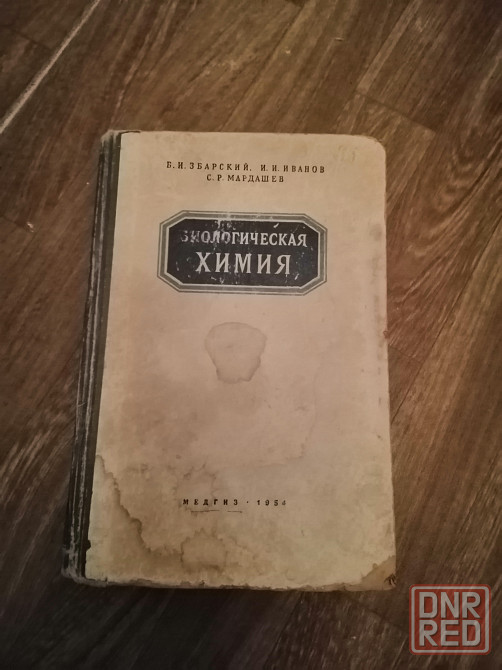 Б. И. ЗБАРСКИЙ, И. И. ИВАНОВ
С. Р. МАРДАШЕВ
БИОЛОГИЧЕСКАЯ
ХИМИЯ
МЕДГИЗ · 1954
DNR
RED